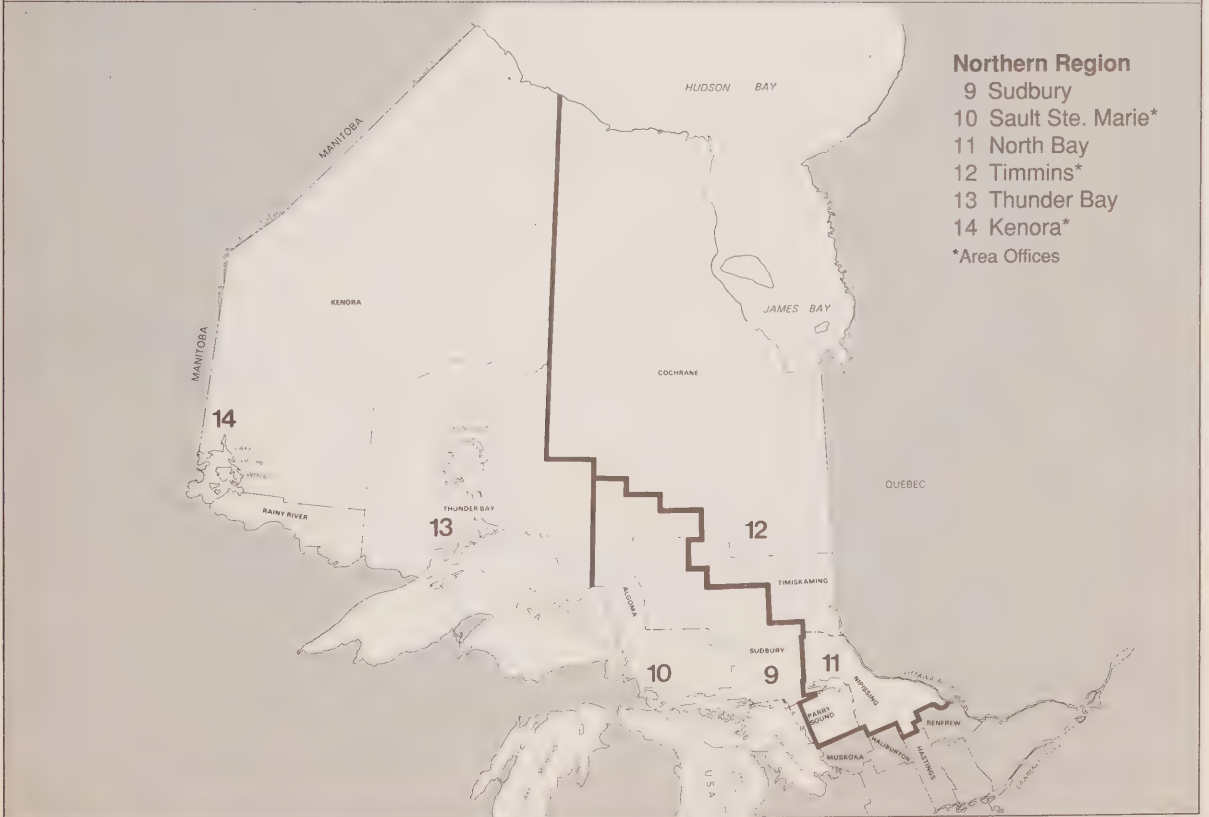 Northern Region
9 Sudbury
10 Sault Ste. Marie*
11 North Bay
12 Timmins*
13 Thunder Bay
14 Kenora*
*Area Offices
HUDSON BAY
MANITOBA
JAMES BAY
KENORA
MANITOBA
COCHRANE
14
QUEBEC
RAINY RIVER
THUNDER BAY
13
12
TIMISKAMING
ALGOMA
SUDBURY
10
9
11
NIPISSING
PARRY
SOUND
RENFREW
MUSKOKA
HALIBURTON
HASTINGS
USA